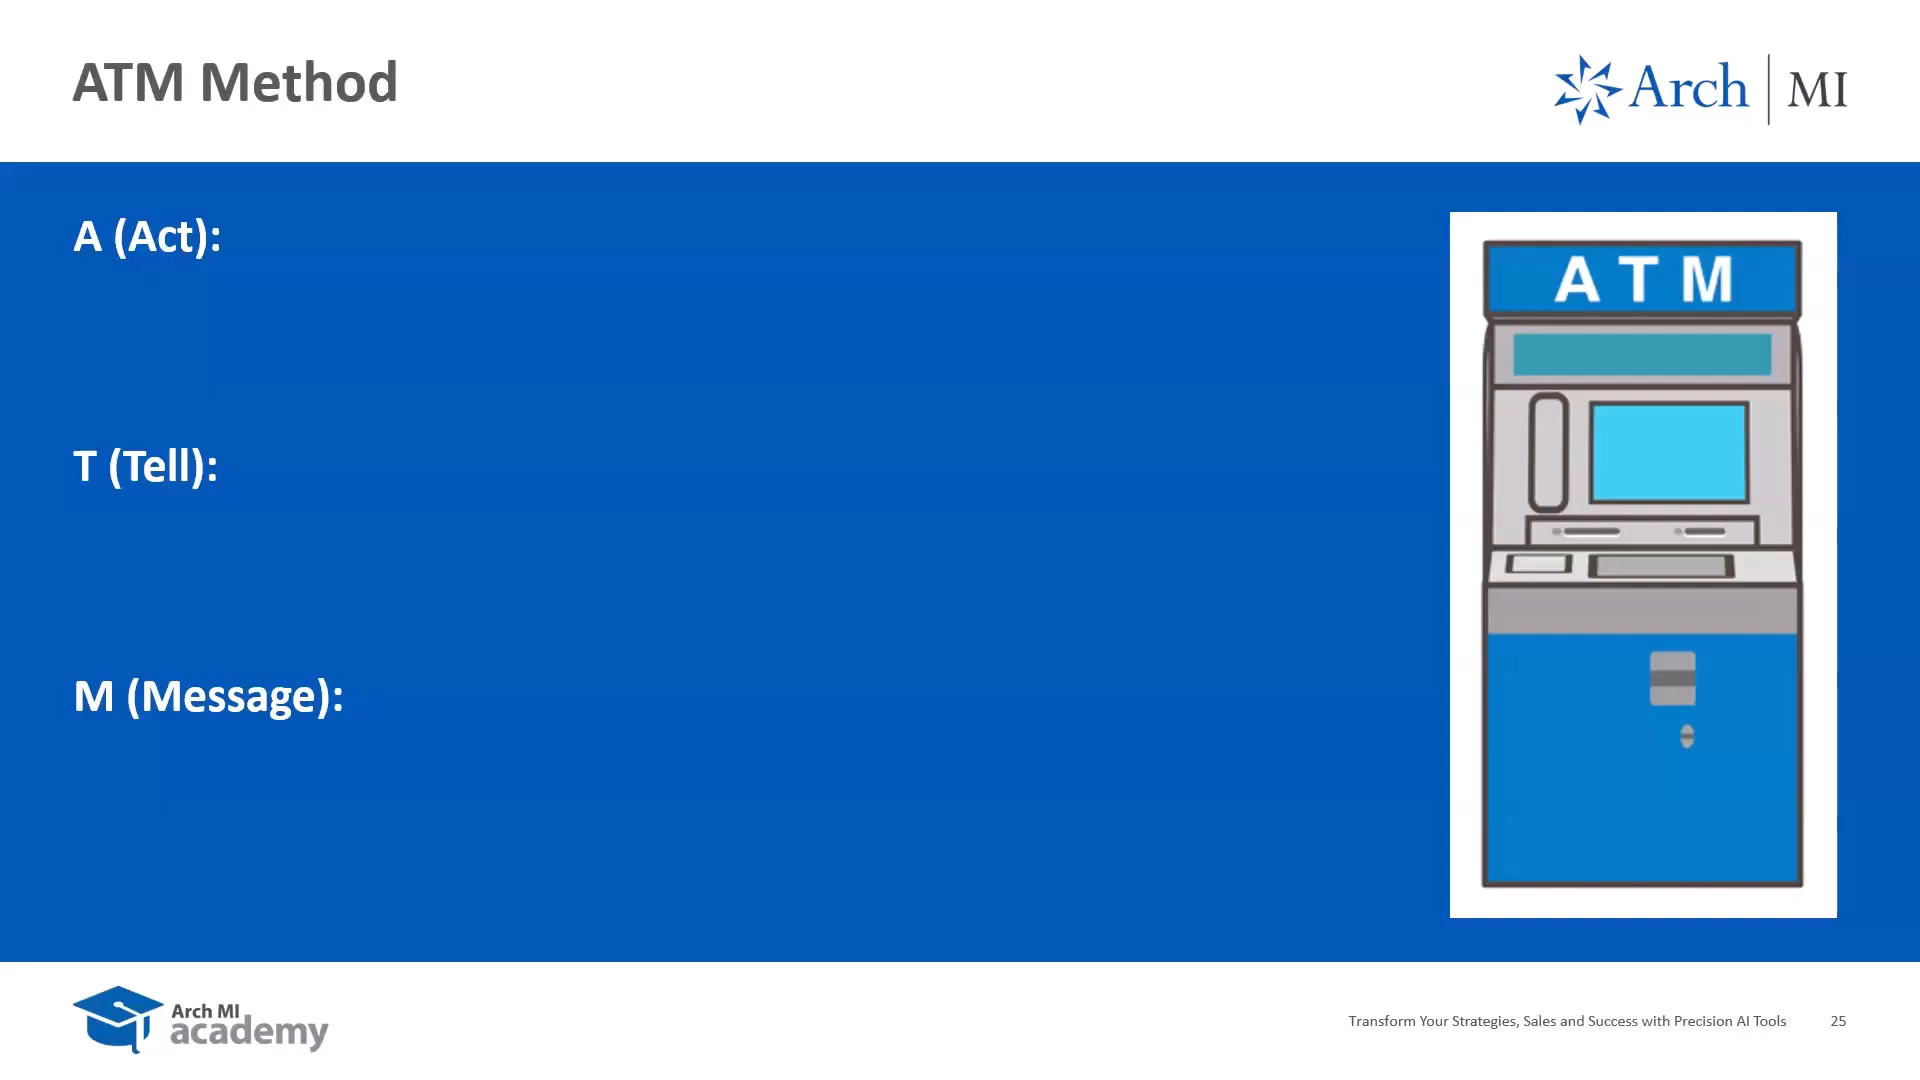 ATM Method
Arch | MI
A (Act):
ATM
T (Tell):
M (Message):
Arch MI
academy
Transform Your Strategies, Sales and Success with Precision AI Tools 25